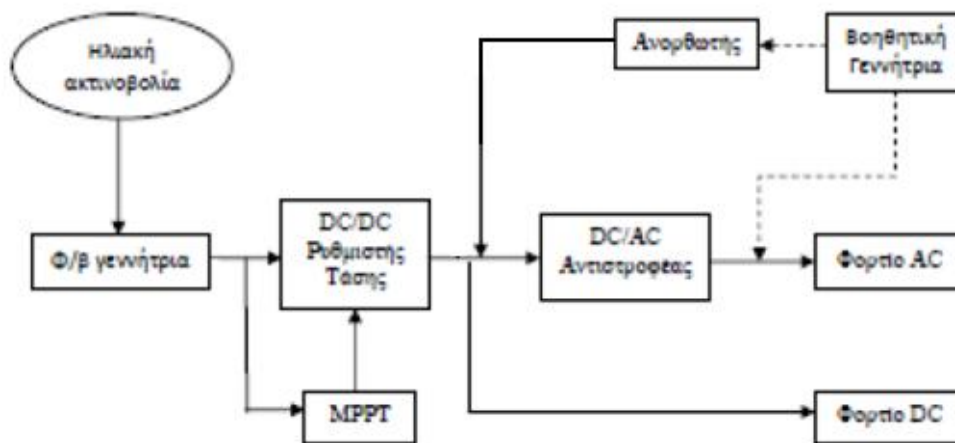 Ηλιακή
ακτινοβολία
Ανορθωτής
Βοηθητική
Γεννήτρια
Φ/β γεννήτρια
DC/DC
Ρυθμιστής
Τάσης
DC/AC
Αντιστροφέας
Φορτίο AC
MPPT
Φορτίο DC